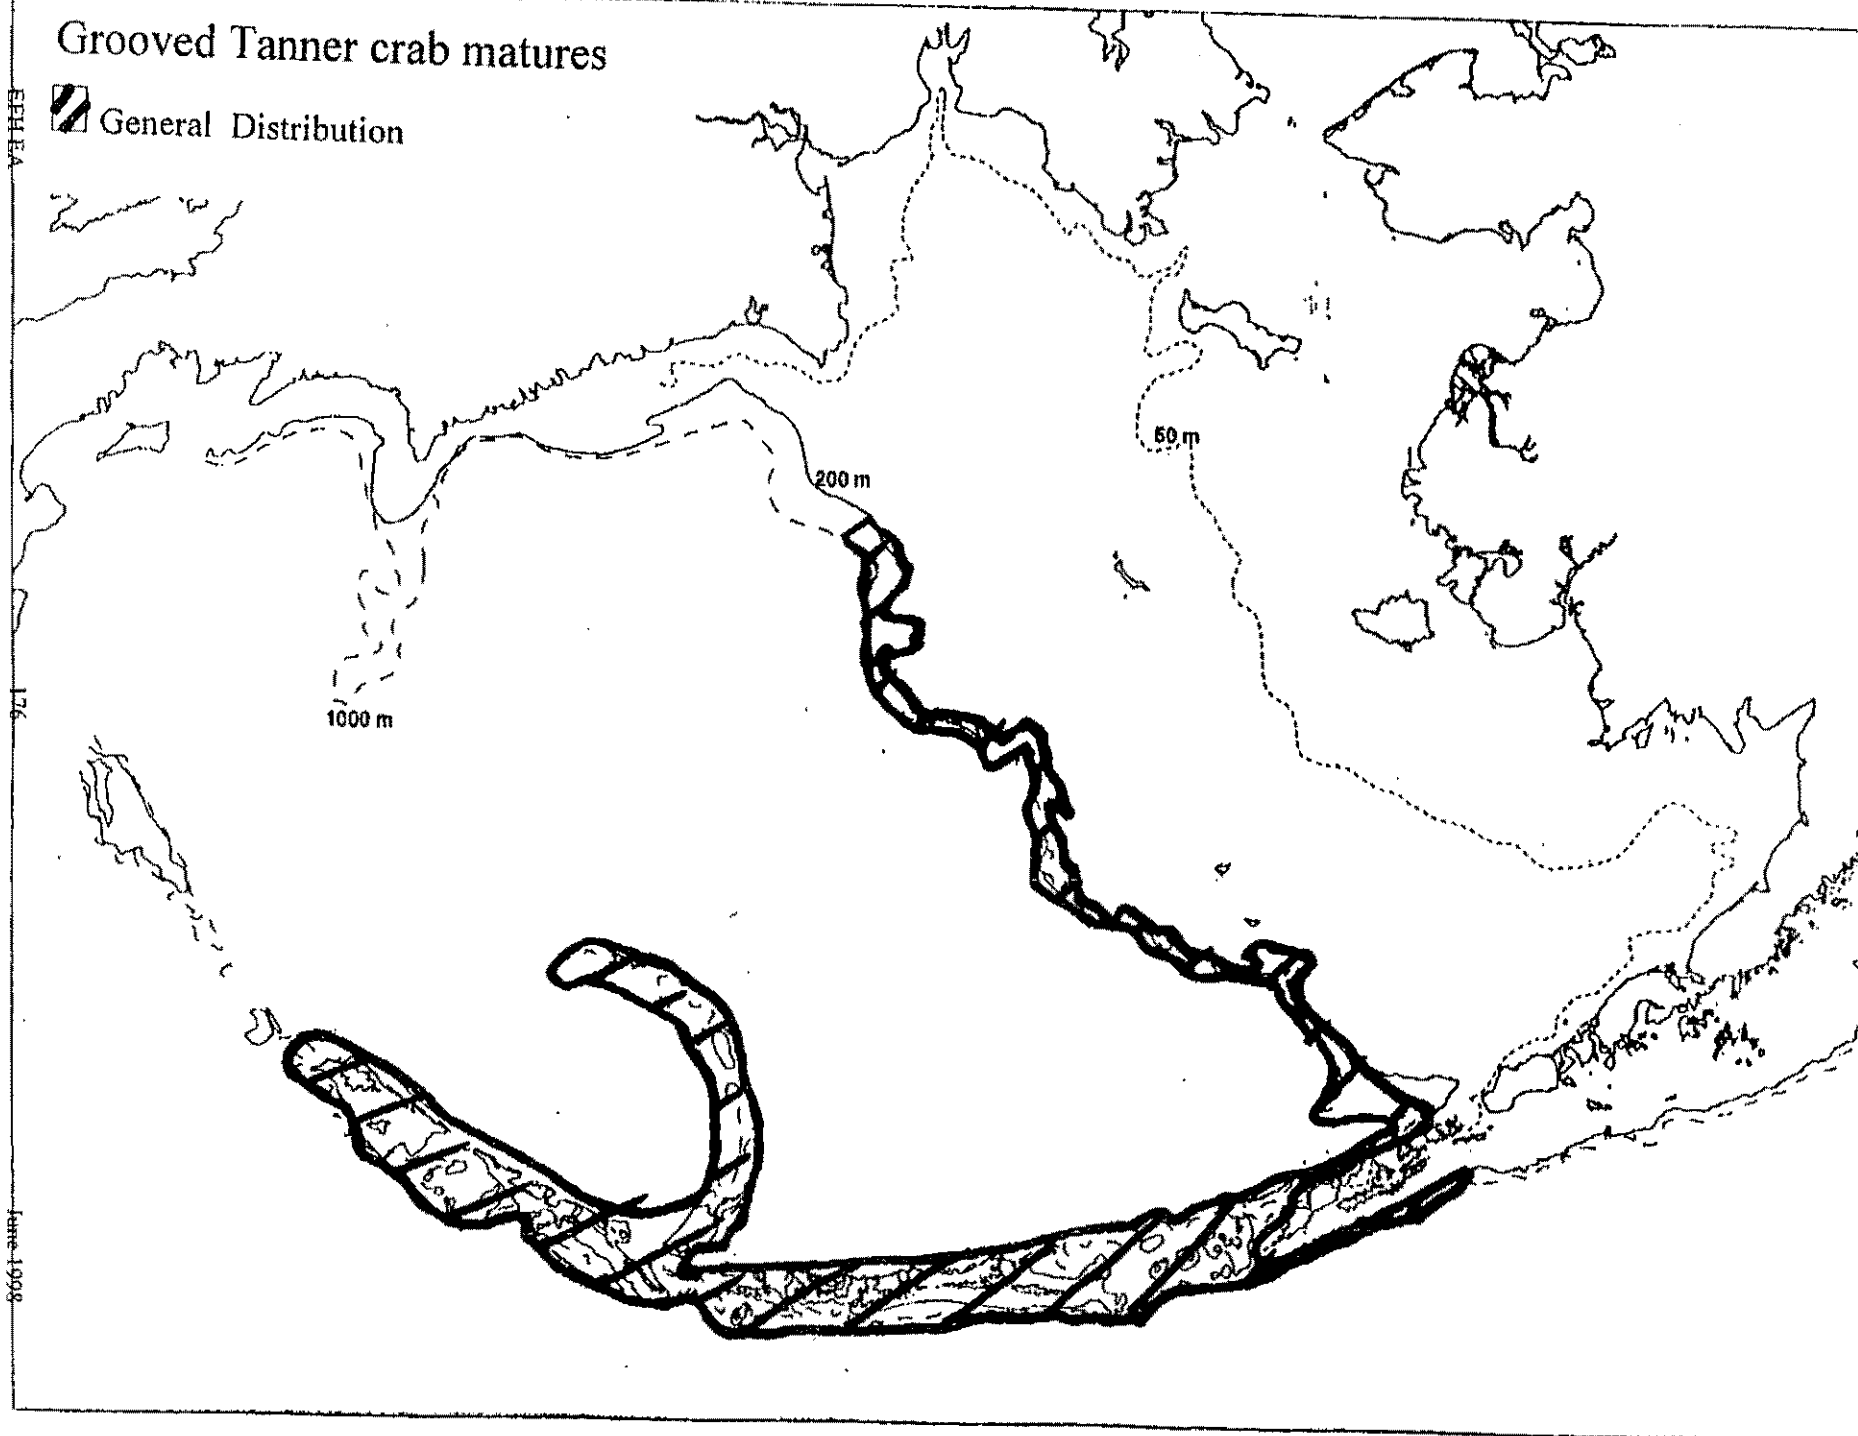 Grooved Tanner crab matures
General Distribution
EFH EA
50 m
200 m
176
1000 m
June 1998